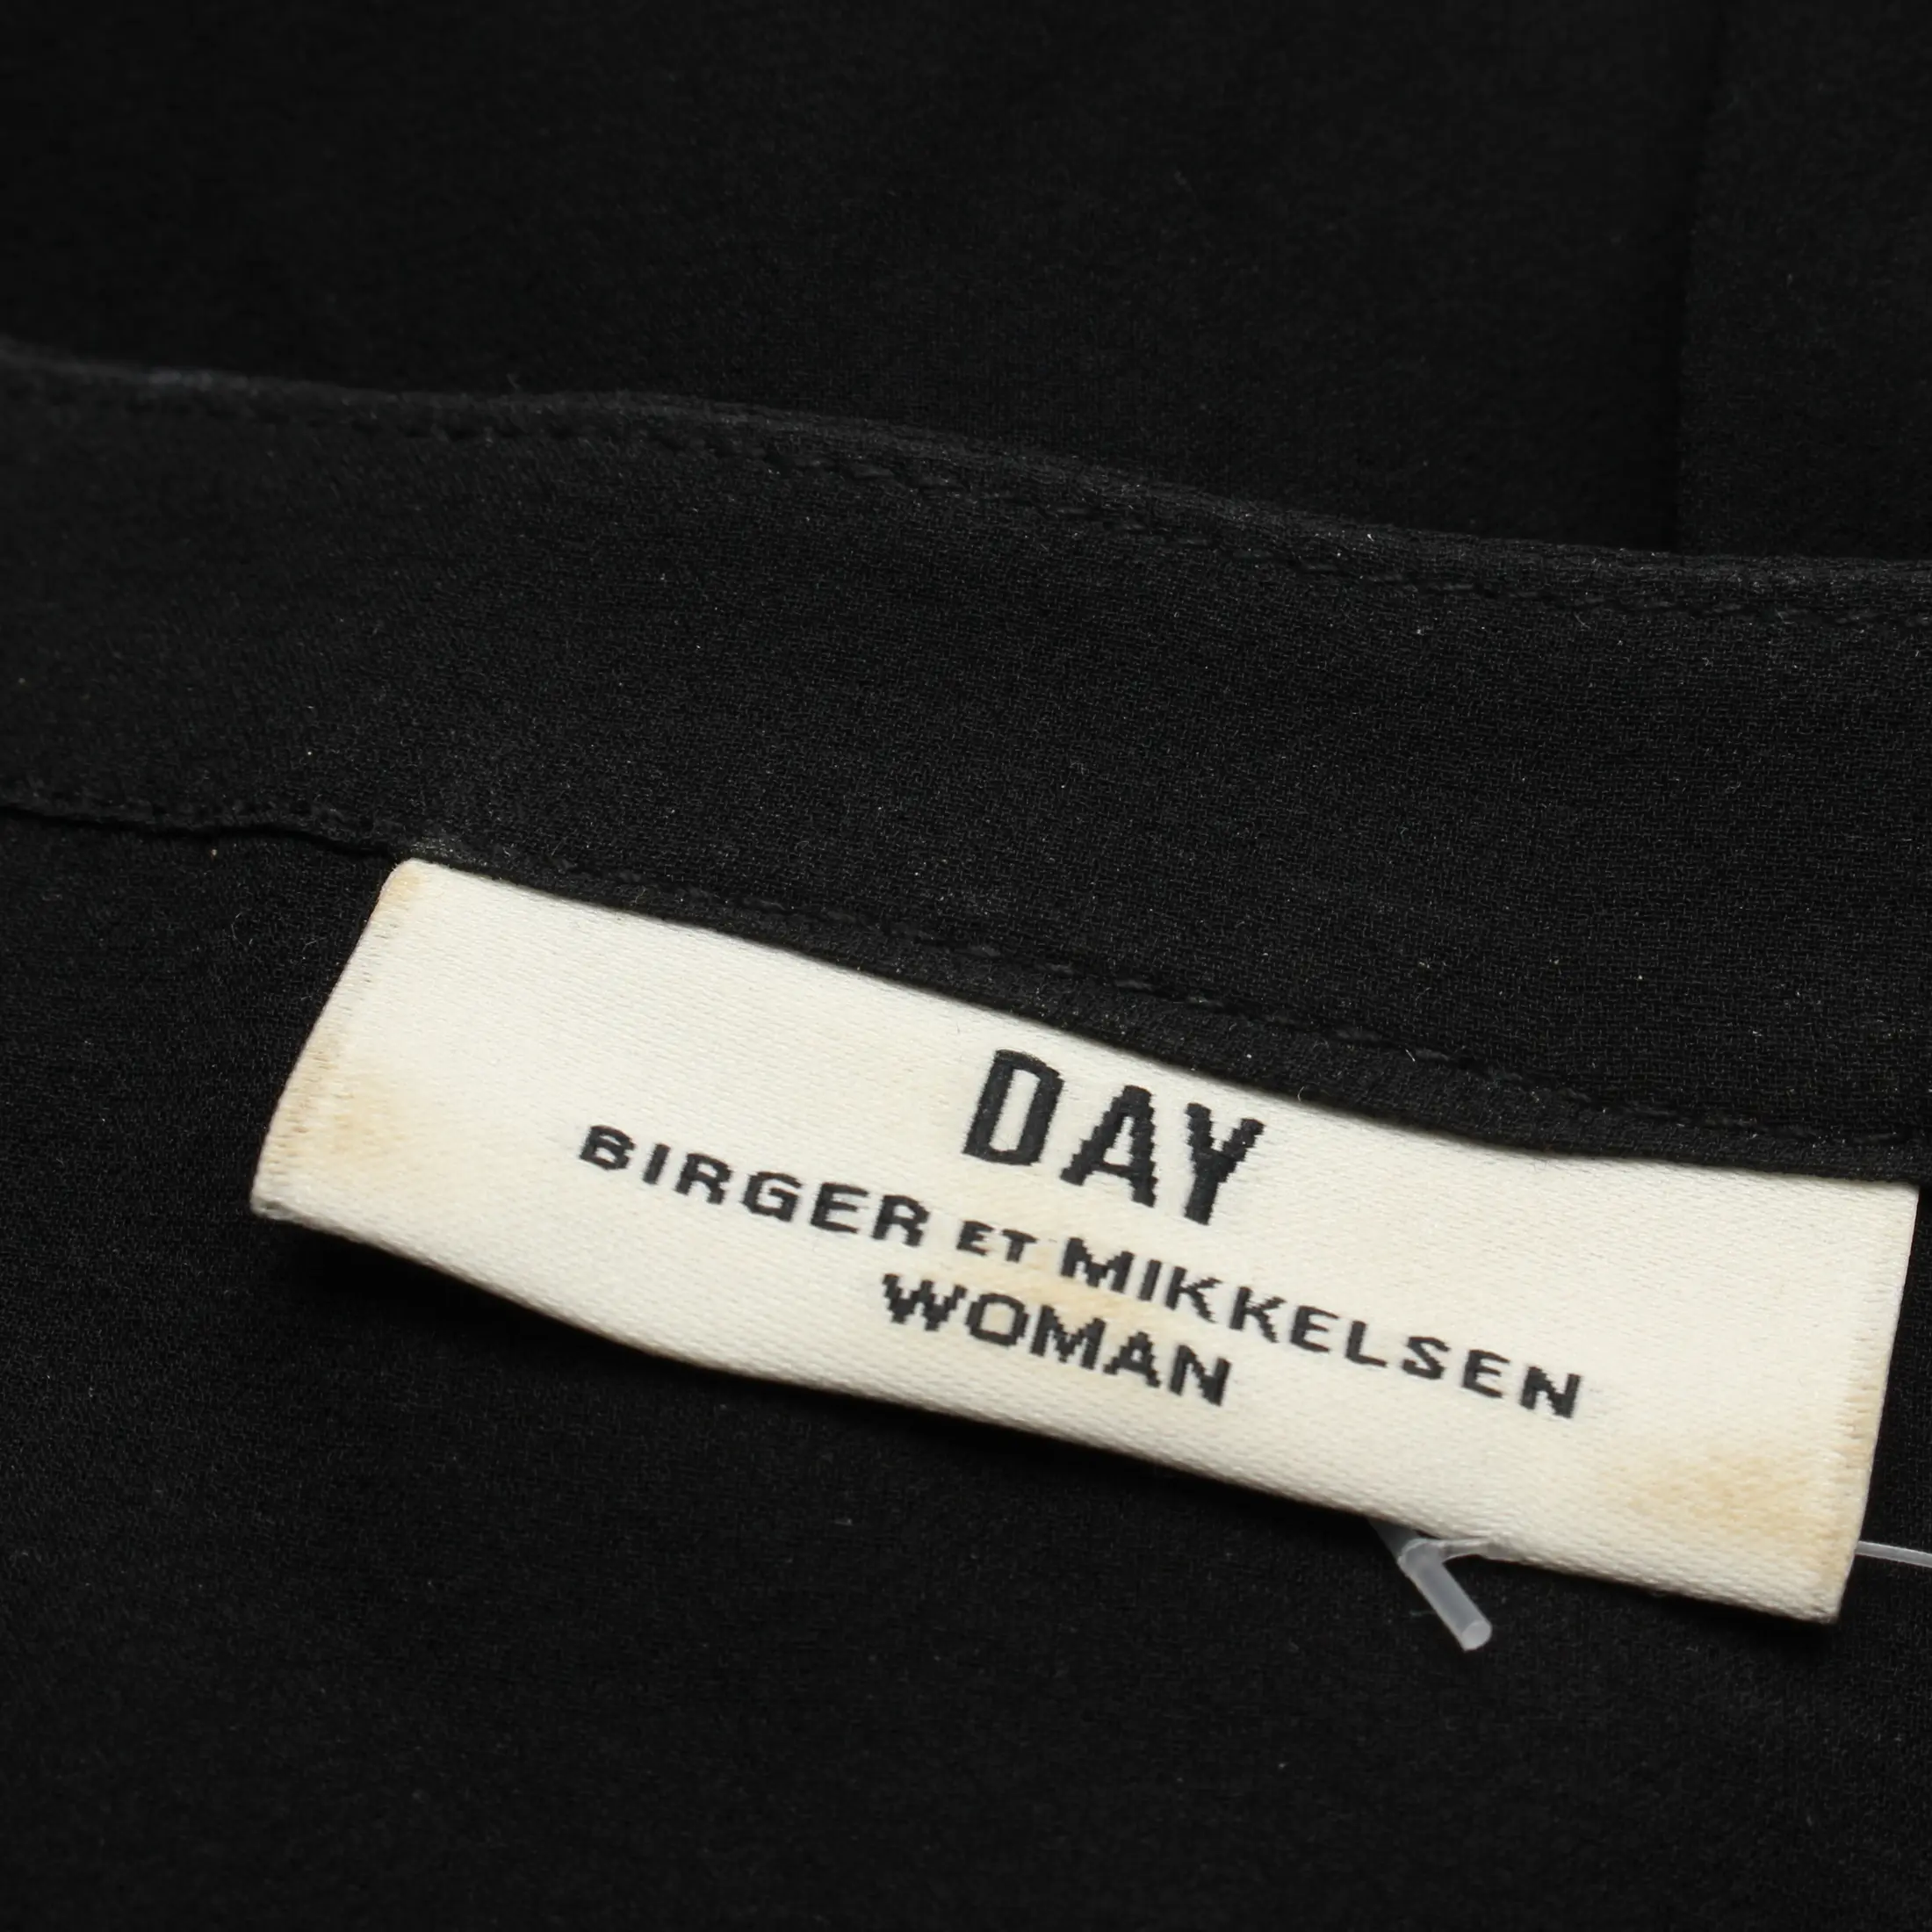 DAY
BIRGER ET MIKKELSEN
WOMAN